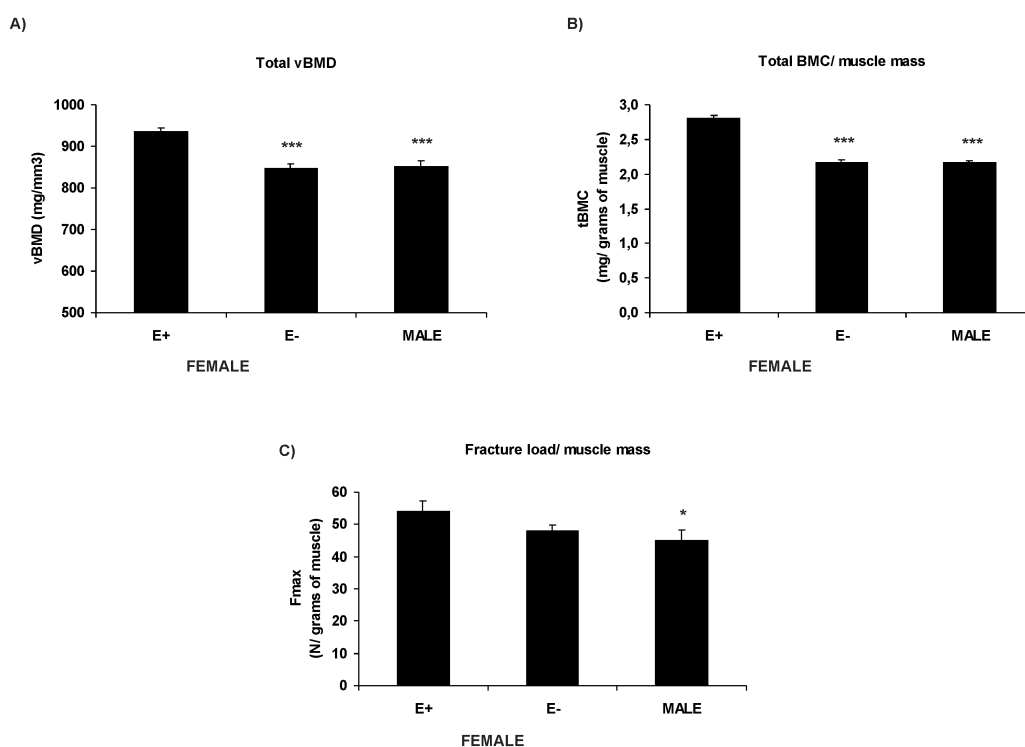 A)
Total vBMD
vBMD (mg/mm3)
1000
900
800
700
600
500
***
***
E+
E-
MALE
FEMALE
B)
Total BMC/ muscle mass
tBMC
(mg/ grams of muscle)
3,0
2,5
2,0
1,5
1,0
0,5
0,0
***
***
E+
E-
MALE
FEMALE
C)
Fracture load/ muscle mass
Fmax
(N/ grams of muscle)
60
50
40
30
20
10
0
*
E+
E-
MALE
FEMALE